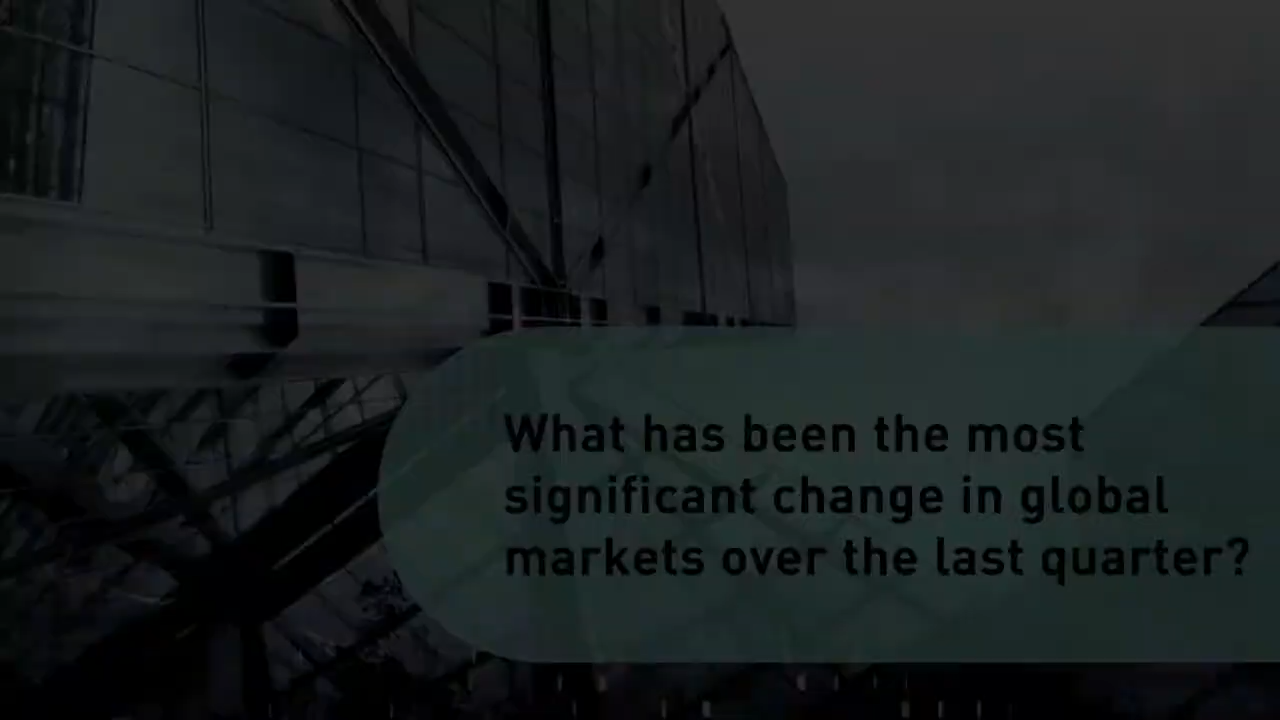 What has been the most
significant change in global
markets over the last quarter?